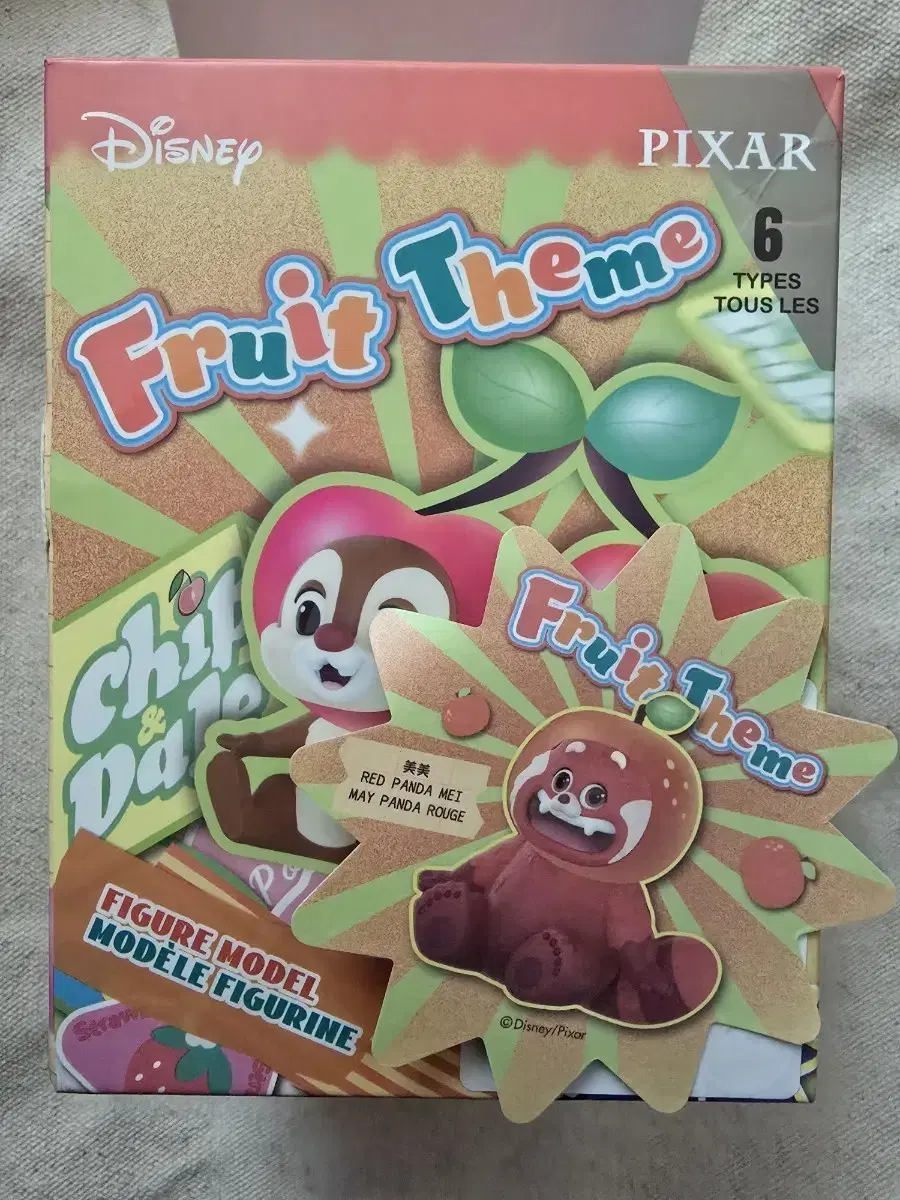 Disney
PIXAR
6
TYPES
TOUS LES
Fruit Theme
Chip
&
Dale
Fruit Theme
美美
RED PANDA MEI
MAY PANDA ROUGE
FIGURE MODEL
MODÈLE FIGURINE
©Disney/Pixar